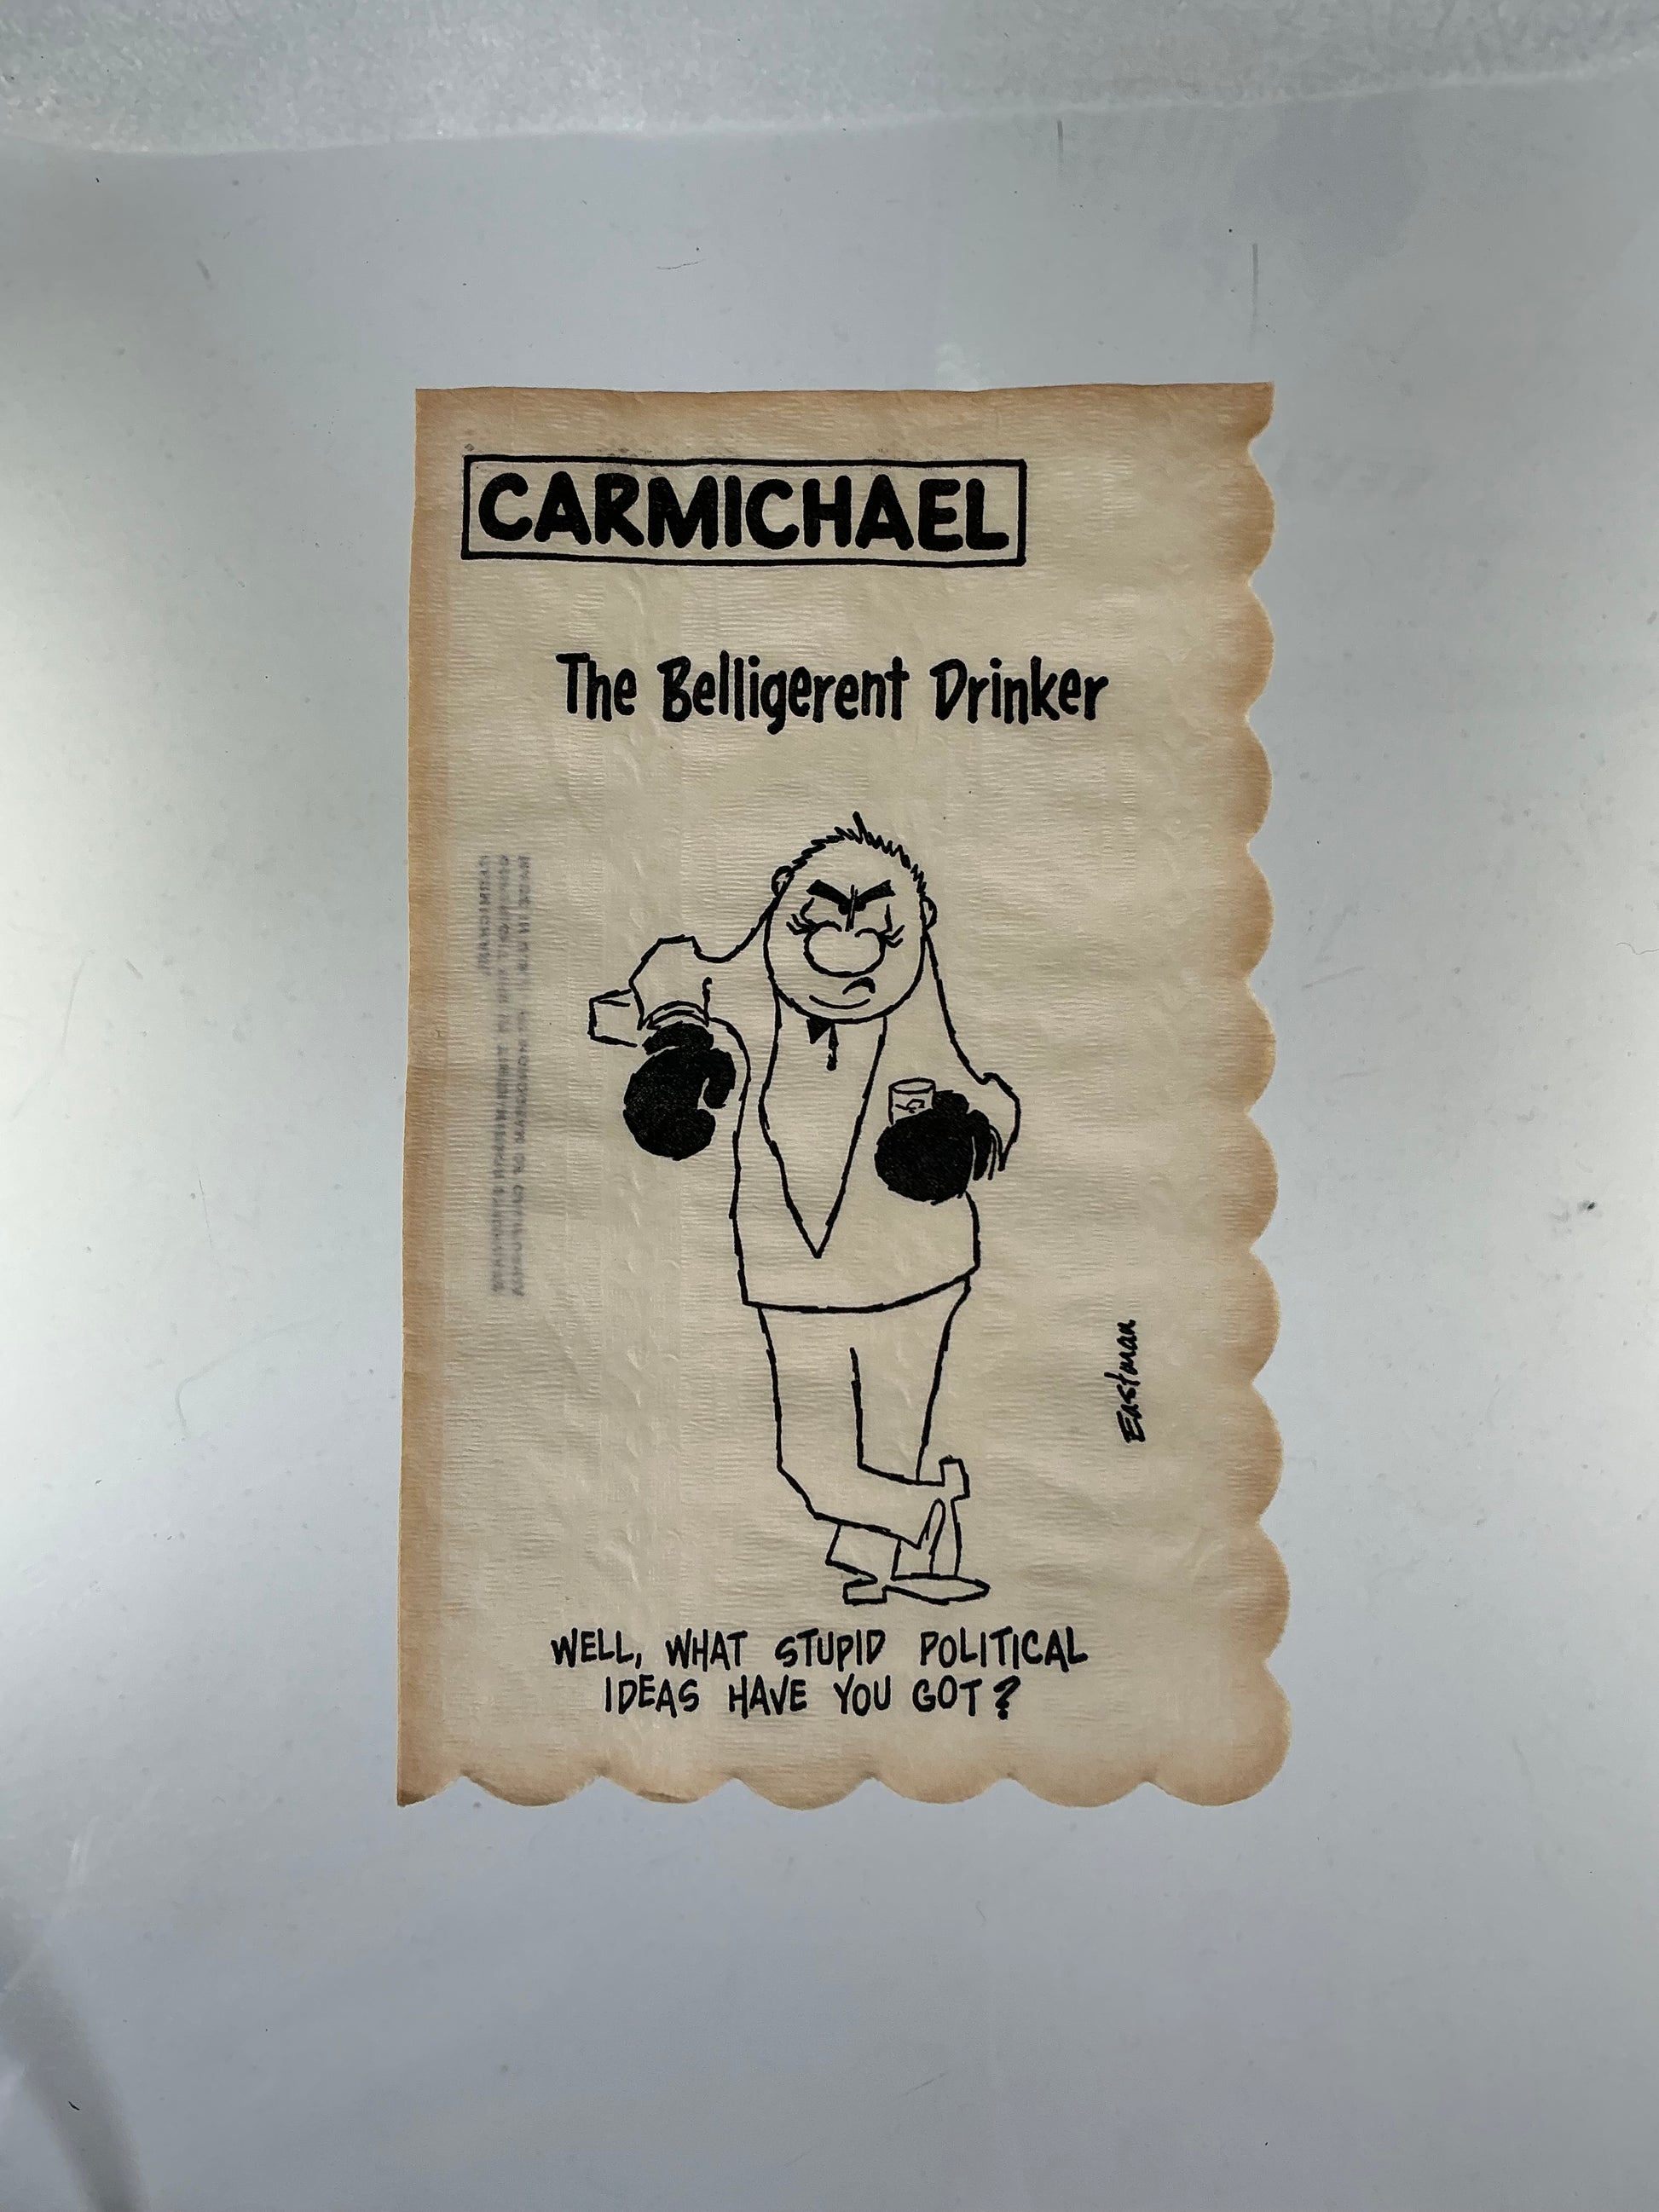 CARMICHAEL
The Belligerent Drinker
Eastman
WELL, WHAT STUPID POLITICAL
IDEAS HAVE YOU GOT?